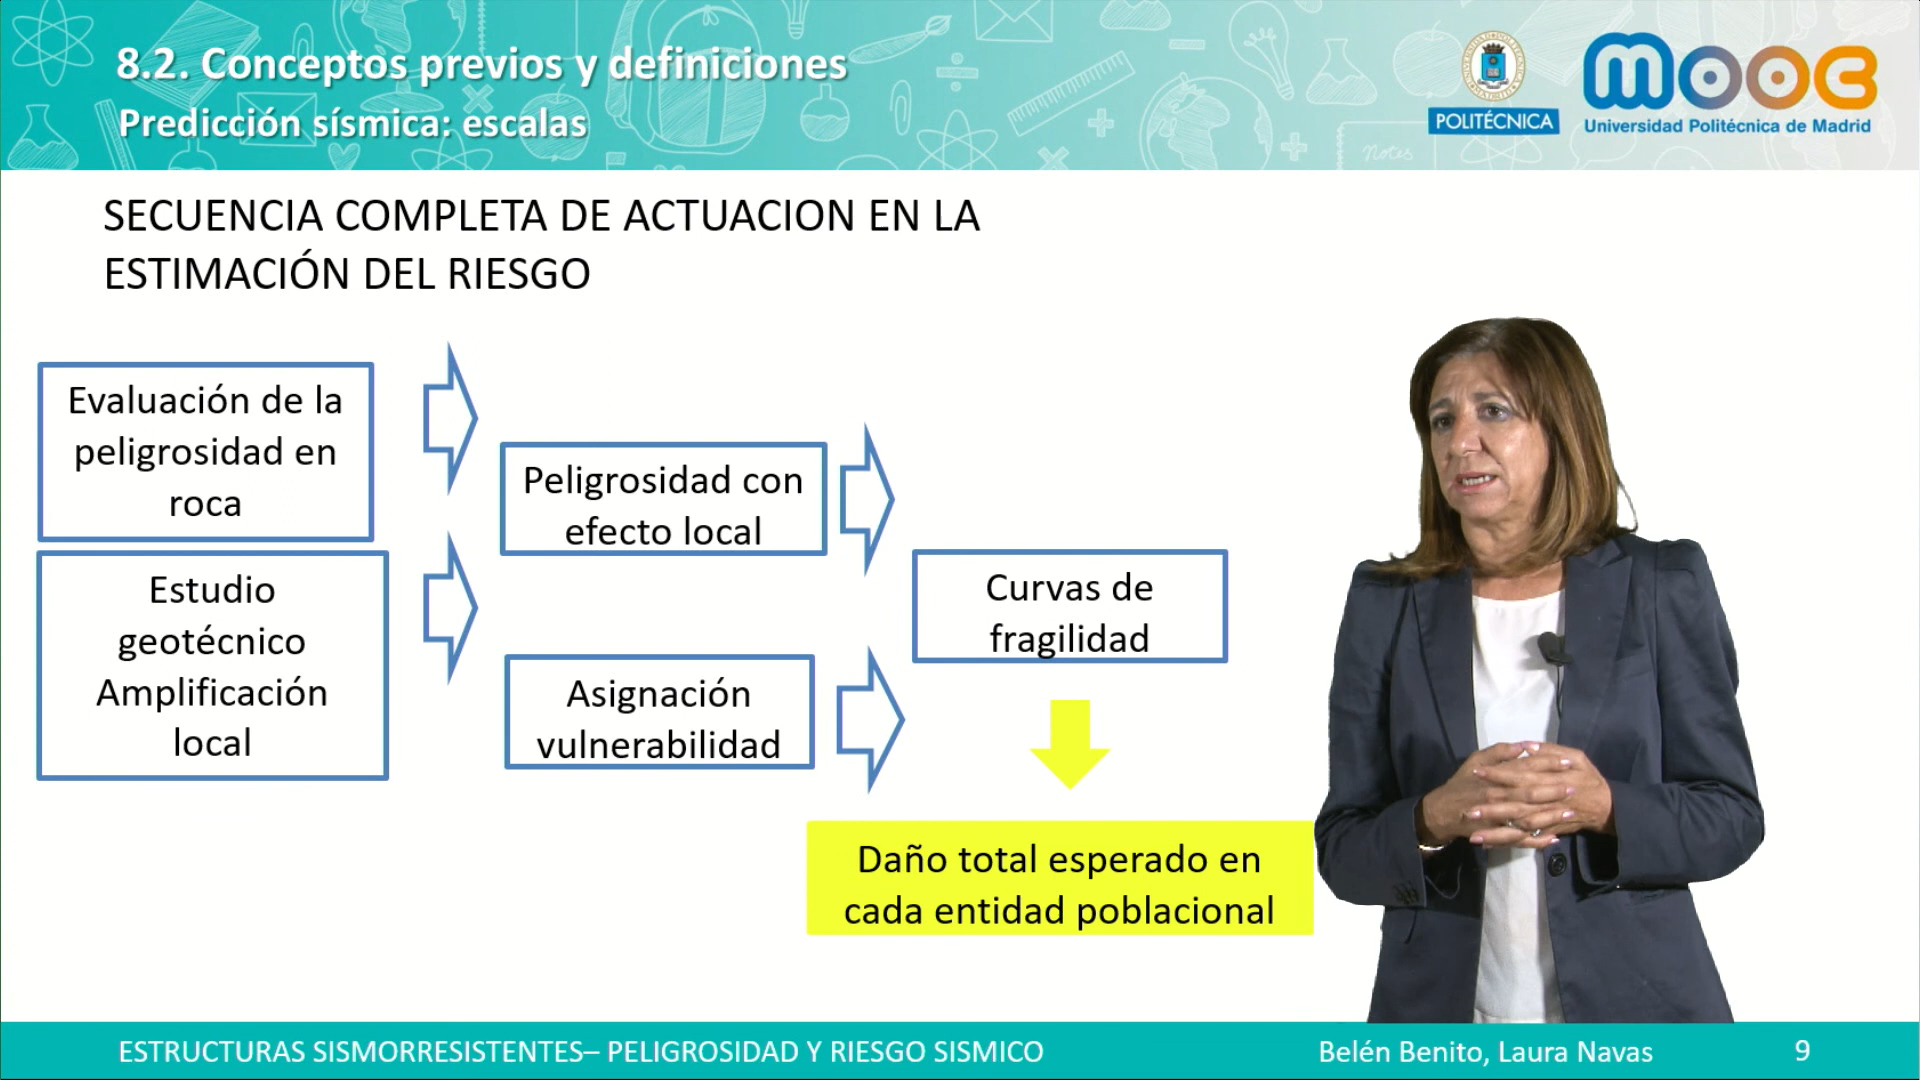 8.2. Conceptos previos y definiciones
Predicción sísmica: escalas
POLITÉCNICA
mooc
Universidad Politécnica de Madrid
Notes
SECUENCIA COMPLETA DE ACTUACION EN LA
ESTIMACIÓN DEL RIESGO
Evaluación de la
peligrosidad en
roca
Estudio
geotécnico
Amplificación
local
Peligrosidad con
efecto local
Asignación
vulnerabilidad
Curvas de
fragilidad
Daño total esperado en
cada entidad poblacional
ESTRUCTURAS SISMORRESISTENTES– PELIGROSIDAD Y RIESGO SISMICO
Belén Benito, Laura Navas
9